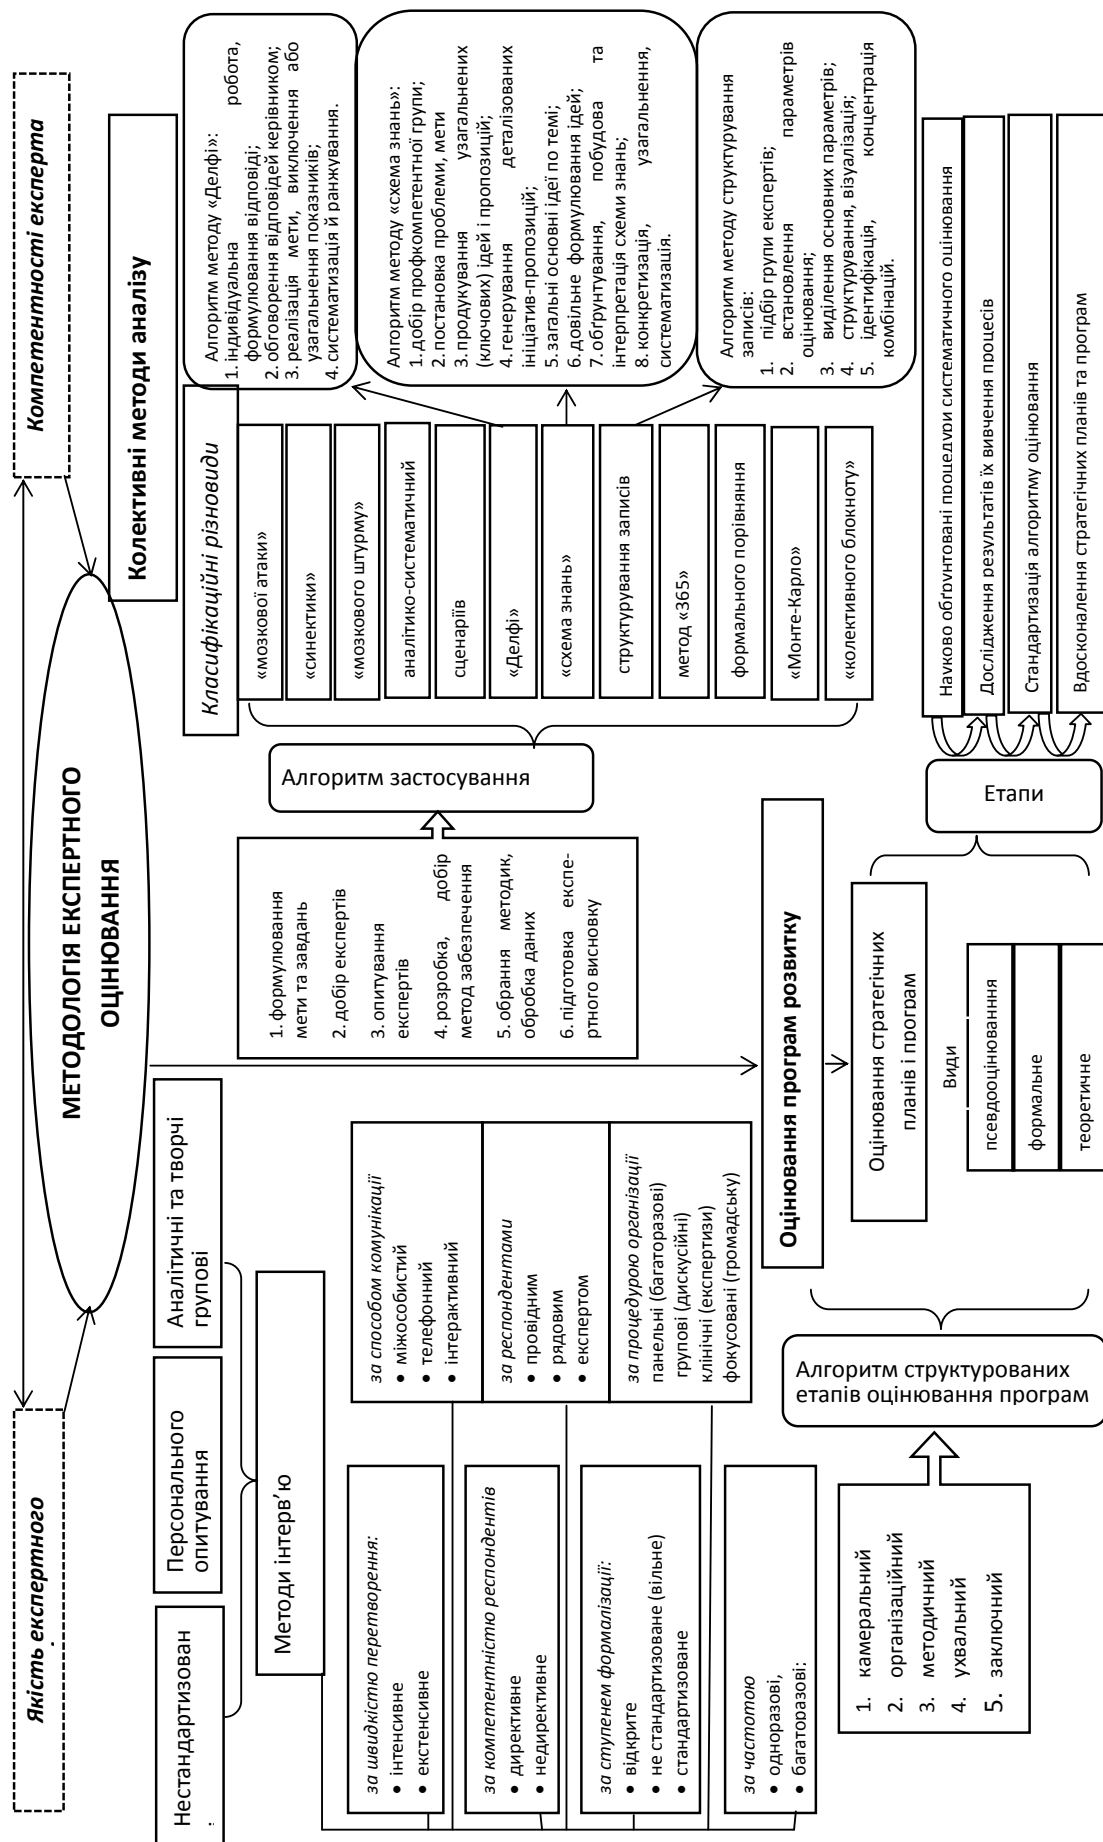 Якість експертного
Компетентності експерта
МЕТОДОЛОГІЯ ЕКСПЕРТНОГО
ОЦІНЮВАННЯ
Нестандартизован
і
Персонального
опитування
Аналітичні та творчі
групові
Методи інтерв'ю
за швидкістю перетворення:
• інтенсивне
• екстенсивне
за компетентністю респондентів
• директивне
• недирективне
за ступенем формалізації:
• відкрите
• не стандартизоване (вільне)
• стандартизоване
за частотою
• одноразові,
• багаторазові:
за способом комунікації
• міжособистий
• телефонний
• інтерактивний
за респондентами
• провідним
• рядовим
• експертом
за процедурою організації
панельні (багаторазові)
групові (дискусійні)
клінічні (експертизи)
фокусовані (громадську)
1. формулювання
мети та завдань
2. добір експертів
3. опитування
експертів
4. розробка, добір
метод забезпечення
5. обрання методик,
обробка даних
6. підготовка експе-
ртного висновку
Алгоритм застосування
Колективні методи аналізу
Класифікаційні різновиди
«мозкової атаки»
«синектики»
«мозкового штурму»
аналітико-систематичний
сценаріїв
«Делфі»
«схема знань»
структурування записів
метод «365»
формального порівняння
«Монте-Карло»
«колективного блокноту»
Алгоритм методу «Делфі»:
1. індивідуальна робота,
формулювання відповіді;
2. обговорення відповідей керівником;
3. реалізація мети, виключення або
узагальнення показників;
4. систематизація й ранжування.
Алгоритм методу «схема знань»:
1. добір профкомпетентної групи;
2. постановка проблеми, мети
3. продукування узагальнених
(ключових) ідей і пропозицій;
4. генерування деталізованих
ініціатив-пропозицій;
5. загальні основні ідеї по темі;
6. довільне формулювання ідей;
7. обґрунтування, побудова та
інтерпретація схеми знань;
8. конкретизація, узагальнення,
систематизація.
Алгоритм методу структурування
записів:
1. підбір групи експертів;
2. встановлення параметрів
оцінювання;
3. виділення основних параметрів;
4. структурування, візуалізація;
5. ідентифікація, концентрація
комбінацій.
Оцінювання програм розвитку
1. камеральний
2. організаційний
3. методичний
4. ухвальний
5. заключний
Алгоритм структурованих
етапів оцінювання програм
Оцінювання стратегічних
планів і програм
Види
псевдооцінювання
формальне
теоретичне
Етапи
Науково обґрунтовані процедури систематичного оцінювання
Дослідження результатів їх вивчення процесів
Стандартизація алгоритму оцінювання
Вдосконалення стратегічних планів та програм